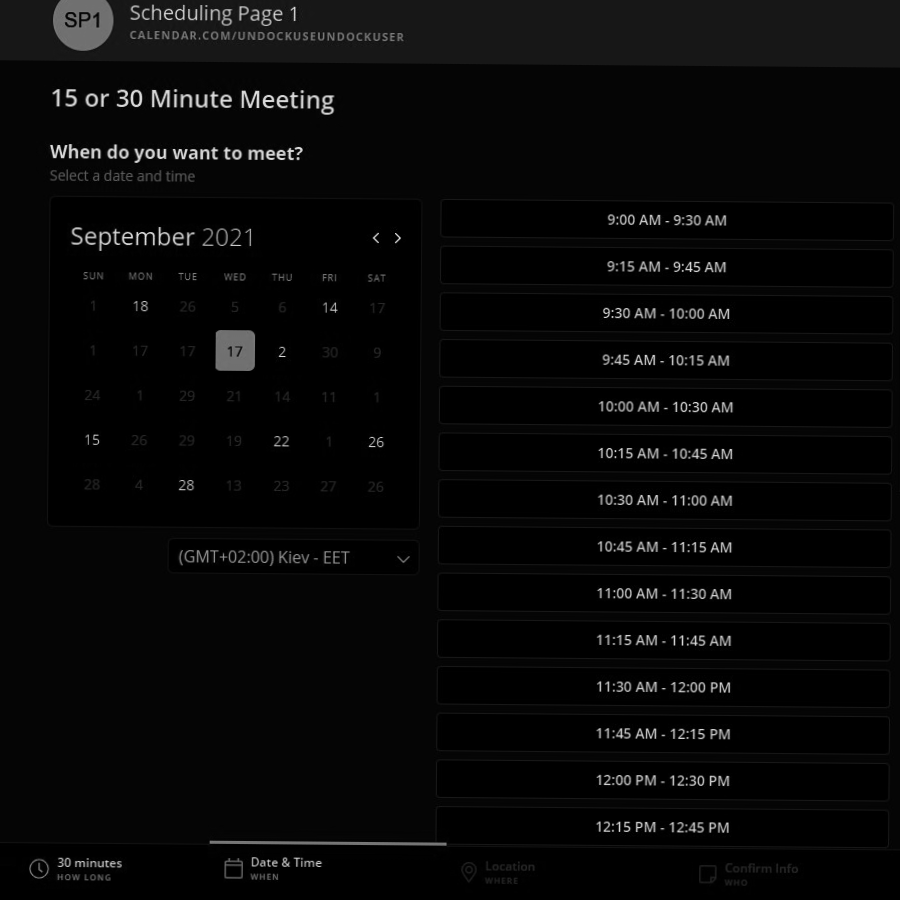 SP1
Scheduling Page 1
CALENDAR.COM/UNDOCKUSEUNDOCKUSER
15 or 30 Minute Meeting
When do you want to meet?
Select a date and time
September 2021
SUN MON TUE WED THU FRI SAT
1 18 26 5 6 14 17
1 17 17 17 2 30 9
24 1 29 21 14 11 1
15 26 29 19 22 1 26
28 4 28 13 23 27 26
(GMT+02:00) Kiev - EET
9:00 AM - 9:30 AM
9:15 AM - 9:45 AM
9:30 AM - 10:00 AM
9:45 AM - 10:15 AM
10:00 AM - 10:30 AM
10:15 AM - 10:45 AM
10:30 AM - 11:00 AM
10:45 AM - 11:15 AM
11:00 AM - 11:30 AM
11:15 AM - 11:45 AM
11:30 AM - 12:00 PM
11:45 AM - 12:15 PM
12:00 PM - 12:30 PM
12:15 PM - 12:45 PM
30 minutes
HOW LONG
Date & Time
WHEN
Location
WHERE
Confirm Info
WHO